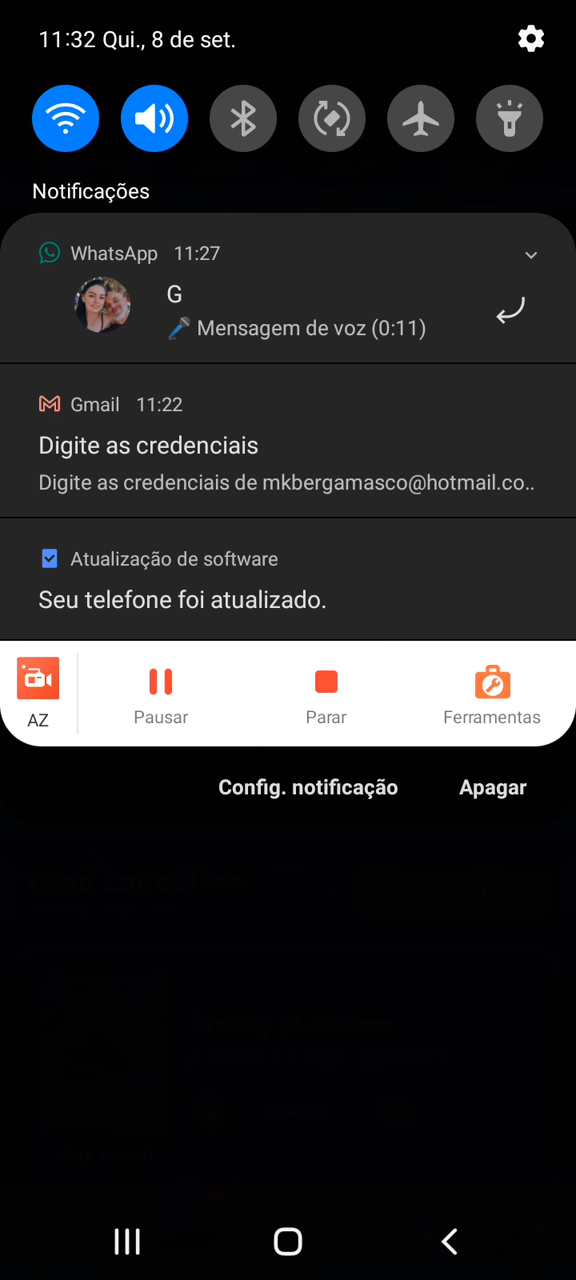 11:32 Qui., 8 de set.
Notificações
WhatsApp 11:27
G
🎤 Mensagem de voz (0:11)
Gmail 11:22
Digite as credenciais
Digite as credenciais de mkbergamasco@hotmail.co..
Atualização de software
Seu telefone foi atualizado.
AZ
Pausar
Parar
Ferramentas
Config. notificação
Apagar